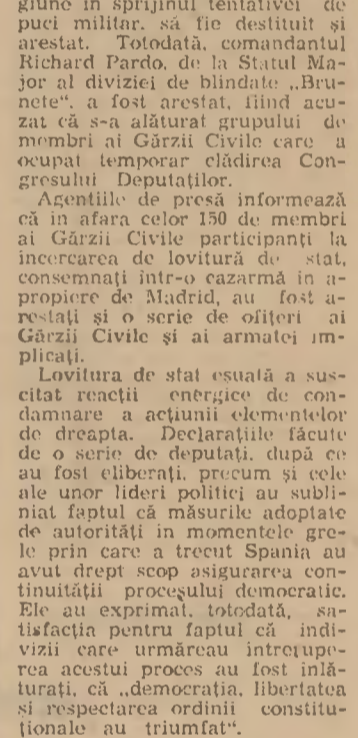 giune în sprijinul tentativei de
puci militar, să fie destituit și
arestat. Totodată, comandantul
Richard Pardo, de la Statul Ma-
jor al diviziei de blindate „Bru-
nete“, a fost arestat, fiind acu-
zat că s-a alăturat grupului de
membri ai Gărzii Civile care a
ocupat temporar clădirea Con-
gresului Deputaților.
Agențiile de presă informează
că în afara celor 150 de membri
ai Gărzii Civile participanți la
încercarea de lovitură de stat,
consemnați într-o cazarmă în a-
propiere de Madrid, au fost a-
restați și o serie de ofițeri ai
Gărzii Civile și ai armatei im-
plicați.
Lovitura de stat eșuată a sus-
citat reacții energice de con-
damnare a acțiunii elementelor
de dreapta. Declarațiile făcute
de o serie de deputați, după ce
au fost eliberați, precum și cele
ale unor lideri politici au subli-
niat faptul că măsurile adoptate
de autorități în momentele gre-
le prin care a trecut Spania au
avut drept scop asigurarea con-
tinuității procesului democratic.
Ele au exprimat, totodată, sa-
tisfacția pentru faptul că indi-
vizii care urmăreau întrerupe-
rea acestui proces au fost înlă-
turați, că „democrația, libertatea
și respectarea ordinii constitu-
ționale au triumfat“.